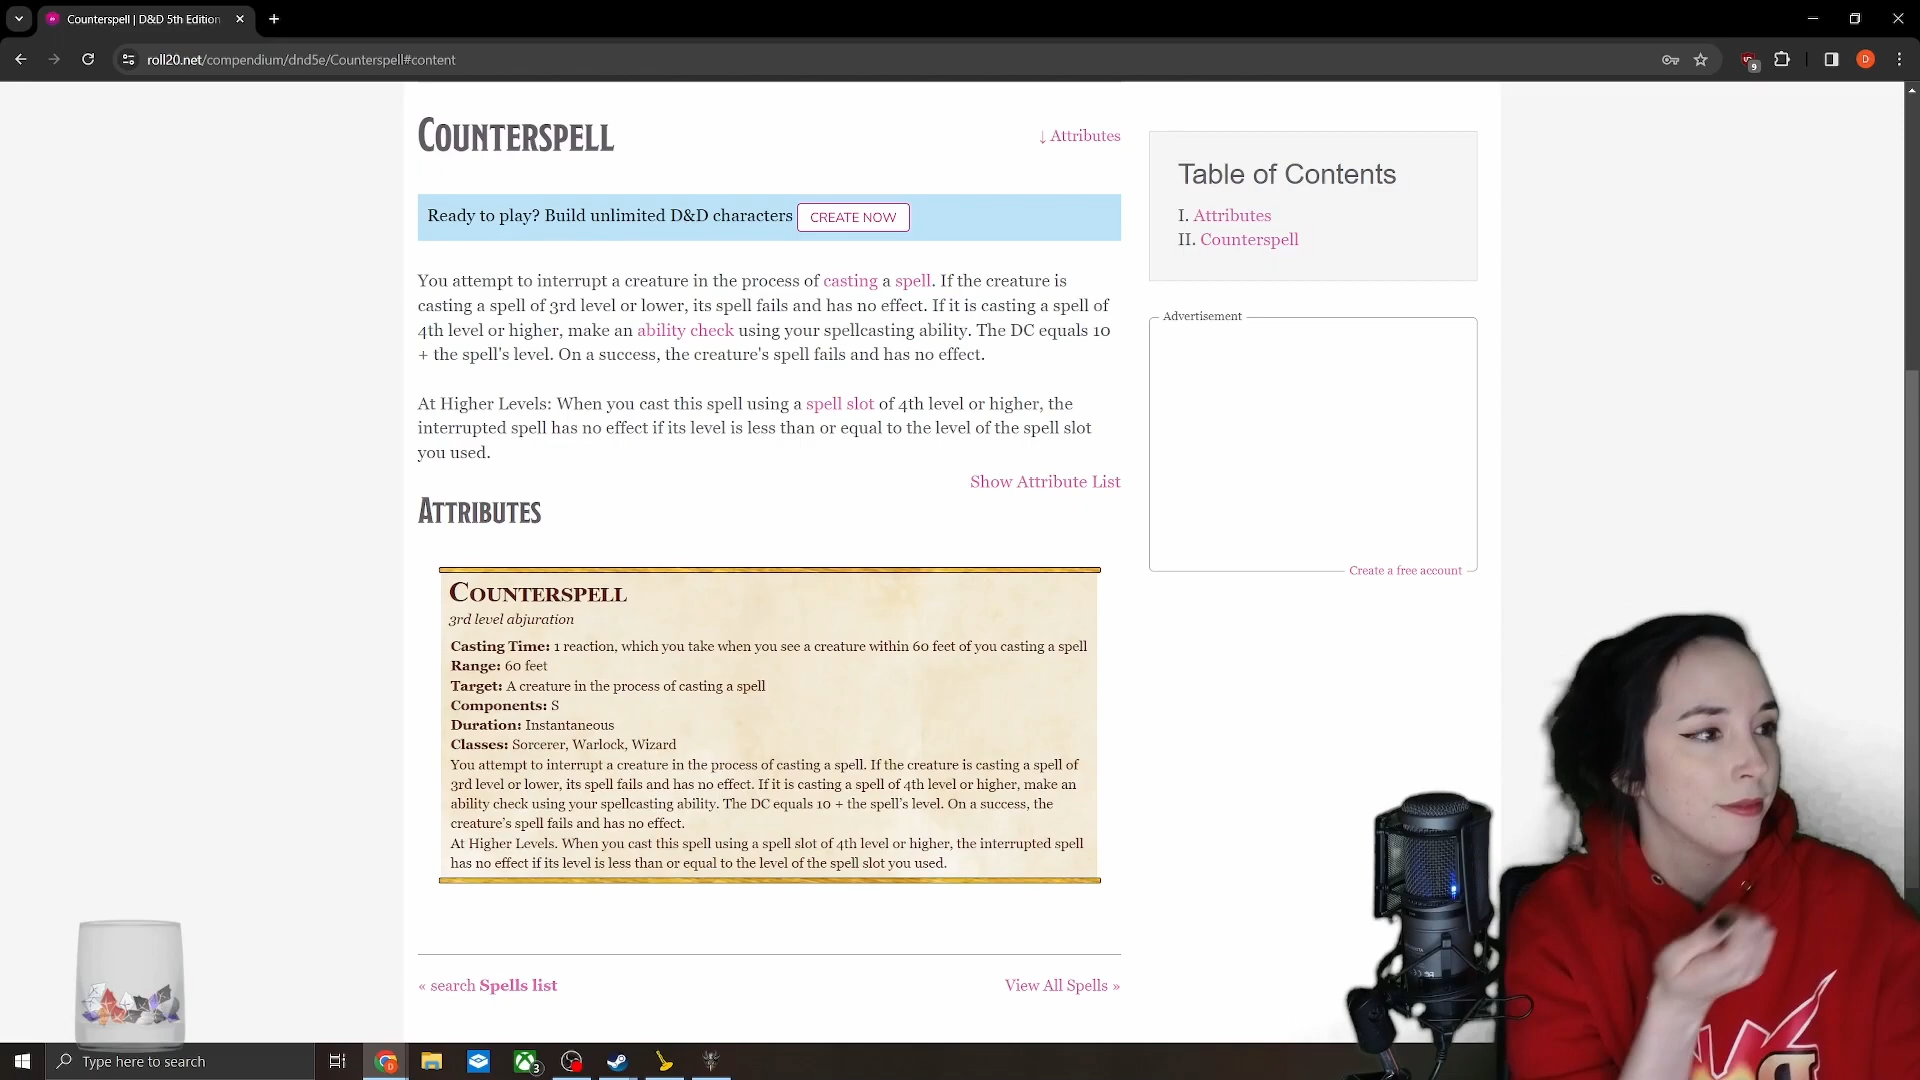 Counterspell | D&D 5th Edition
roll20.net/compendium/dnd5e/Counterspell#content
9
D
COUNTERSPELL
↓ Attributes
Ready to play? Build unlimited D&D characters CREATE NOW
You attempt to interrupt a creature in the process of casting a spell. If the creature is
casting a spell of 3rd level or lower, its spell fails and has no effect. If it is casting a spell of
4th level or higher, make an ability check using your spellcasting ability. The DC equals 10
+ the spell's level. On a success, the creature's spell fails and has no effect.
At Higher Levels: When you cast this spell using a spell slot of 4th level or higher, the
interrupted spell has no effect if its level is less than or equal to the level of the spell slot
you used.
Show Attribute List
ATTRIBUTES
COUNTERSPELL
3rd level abjuration
Casting Time: 1 reaction, which you take when you see a creature within 60 feet of you casting a spell
Range: 60 feet
Target: A creature in the process of casting a spell
Components: S
Duration: Instantaneous
Classes: Sorcerer, Warlock, Wizard
You attempt to interrupt a creature in the process of casting a spell. If the creature is casting a spell of
3rd level or lower, its spell fails and has no effect. If it is casting a spell of 4th level or higher, make an
ability check using your spellcasting ability. The DC equals 10 + the spell's level. On a success, the
creature's spell fails and has no effect.
At Higher Levels. When you cast this spell using a spell slot of 4th level or higher, the interrupted spell
has no effect if its level is less than or equal to the level of the spell slot you used.
« search Spells list
View All Spells »
Table of Contents
I. Attributes
II. Counterspell
Advertisement
Create a free account
Type here to search
3